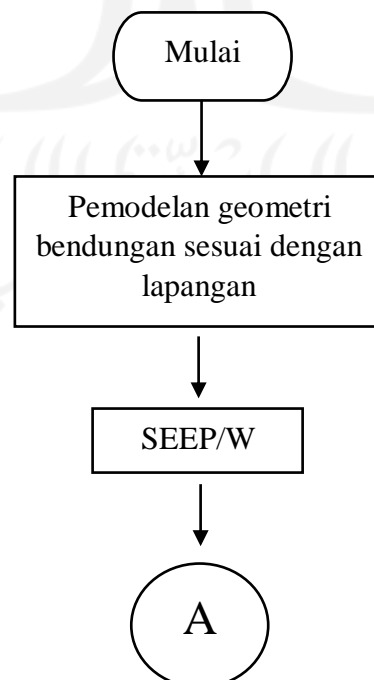 Mulai
Pemodelan geometri
bendungan sesuai dengan
lapangan
SEEP/W
A